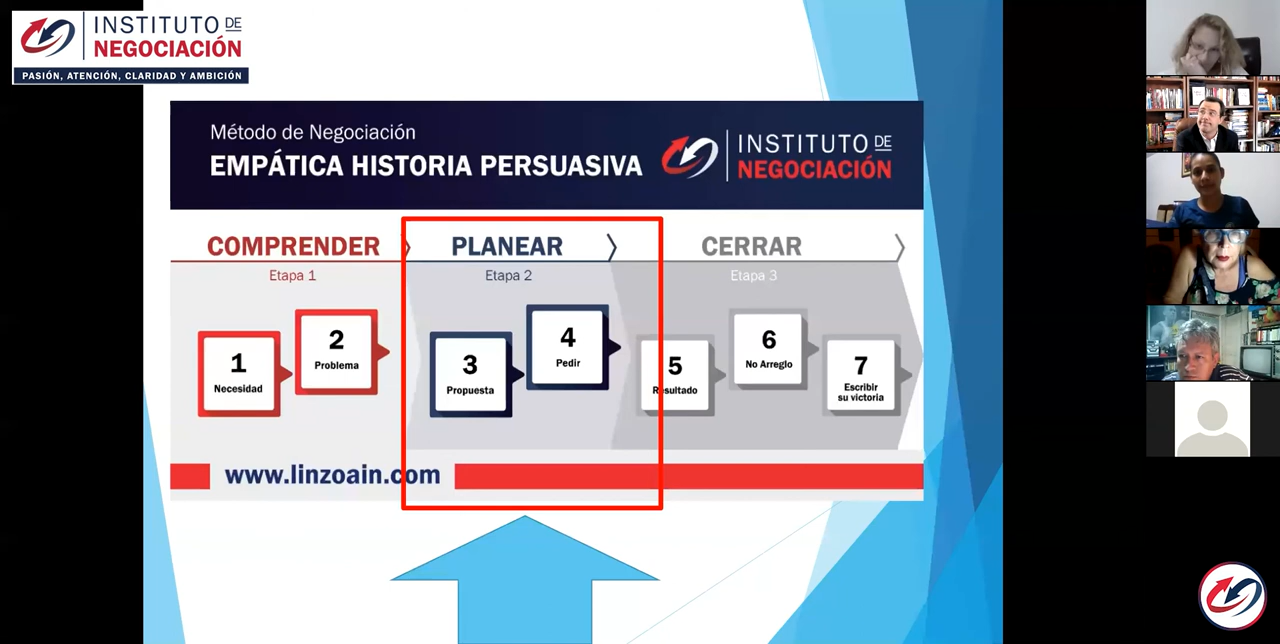 INSTITUTO DE
NEGOCIACIÓN
PASIÓN, ATENCIÓN, CLARIDAD Y AMBICIÓN
Método de Negociación
EMPÁTICA HISTORIA PERSUASIVA
INSTITUTO DE
NEGOCIACIÓN
COMPRENDER
Etapa 1
PLANEAR
Etapa 2
CERRAR
Etapa 3
1
Necesidad
2
Problema
3
Propuesta
4
Pedir
5
Resultado
6
No Arreglo
7
Escribir
su victoria
www.linzoain.com